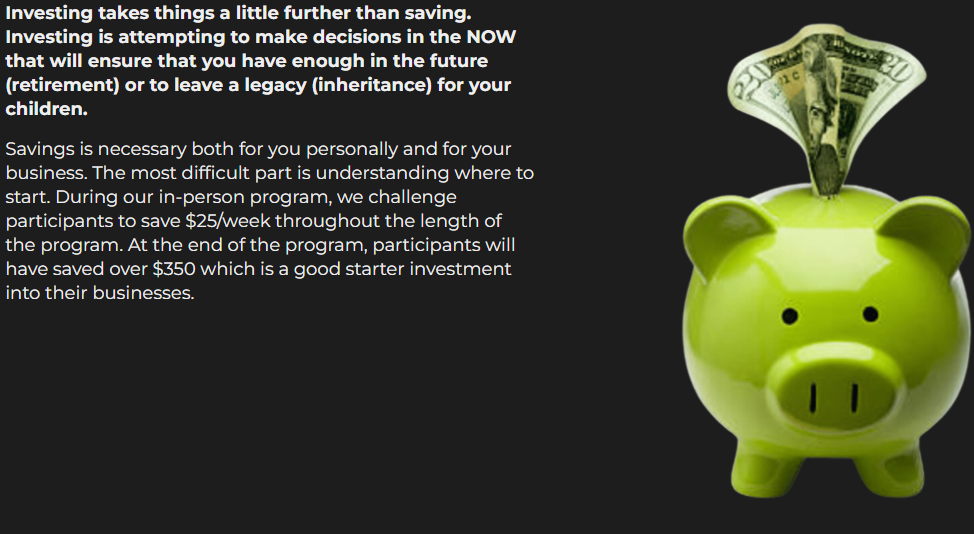 Investing takes things a little further than saving.
Investing is attempting to make decisions in the NOW
that will ensure that you have enough in the future
(retirement) or to leave a legacy (inheritance) for your
children.
Savings is necessary both for you personally and for your
business. The most difficult part is understanding where to
start. During our in-person program, we challenge
participants to save $25/week throughout the length of
the program. At the end of the program, participants will
have saved over $350 which is a good starter investment
into their businesses.
20
20